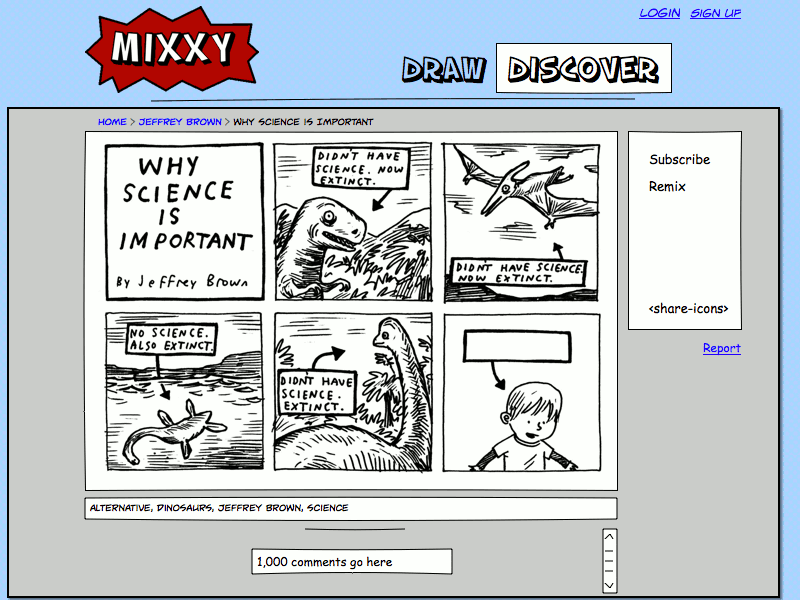 LOGIN SIGN UP
MIXXY
DRAW DISCOVER
HOME > JEFFREY BROWN > WHY SCIENCE IS IMPORTANT
WHY
SCIENCE
IS
IMPORTANT
By Jeffrey Brown
DIDN'T HAVE
SCIENCE. NOW
EXTINCT.
DIDN'T HAVE SCIENCE.
NOW EXTINCT.
NO SCIENCE.
ALSO EXTINCT.
DIDN'T HAVE
SCIENCE.
EXTINCT.
Subscribe
Remix
<share-icons>
Report
ALTERNATIVE, DINOSAURS, JEFFREY BROWN, SCIENCE
1,000 comments go here